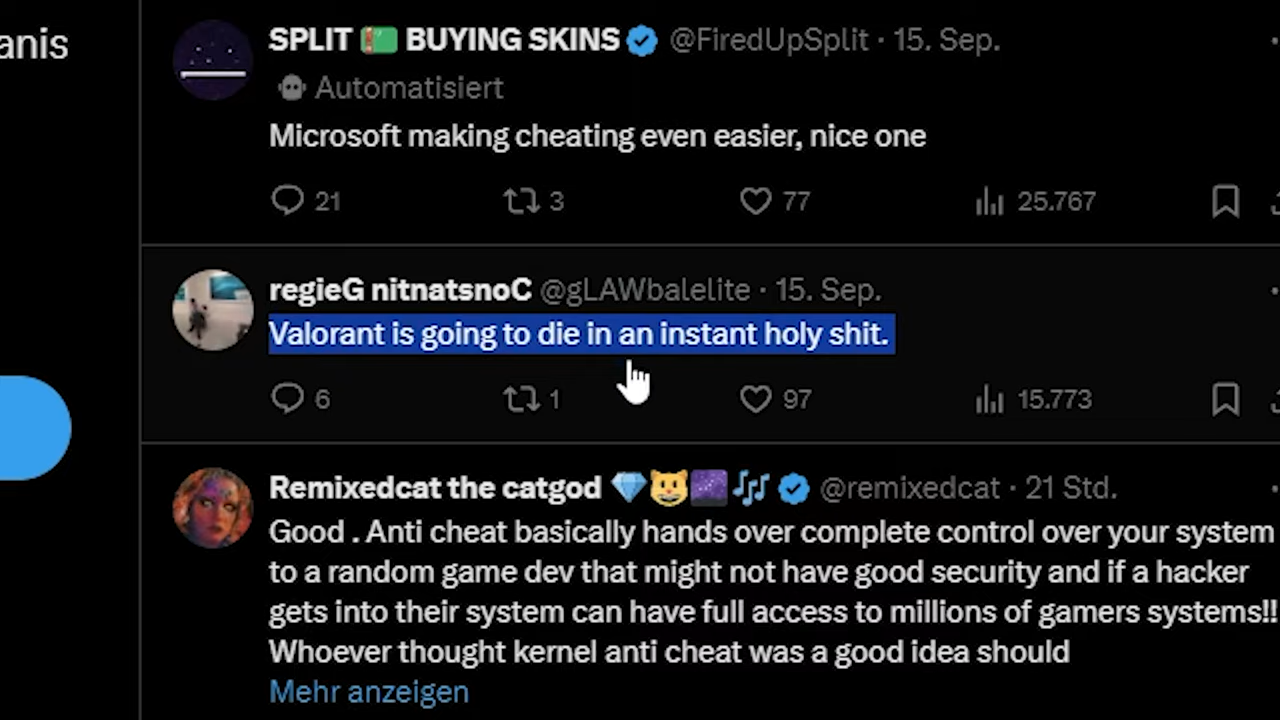 anis
SPLIT 🇹🇲 BUYING SKINS @FiredUpSplit · 15. Sep.
Automatisiert
Microsoft making cheating even easier, nice one
21 3 77 25.767
regieG nitnatsnoC @gLAWbalelite · 15. Sep.
Valorant is going to die in an instant holy shit.
6 1 97 15.773
Remixedcat the catgod 💎😺🌌🎶 @remixedcat · 21 Std.
Good . Anti cheat basically hands over complete control over your system
to a random game dev that might not have good security and if a hacker
gets into their system can have full access to millions of gamers systems!!
Whoever thought kernel anti cheat was a good idea should
Mehr anzeigen